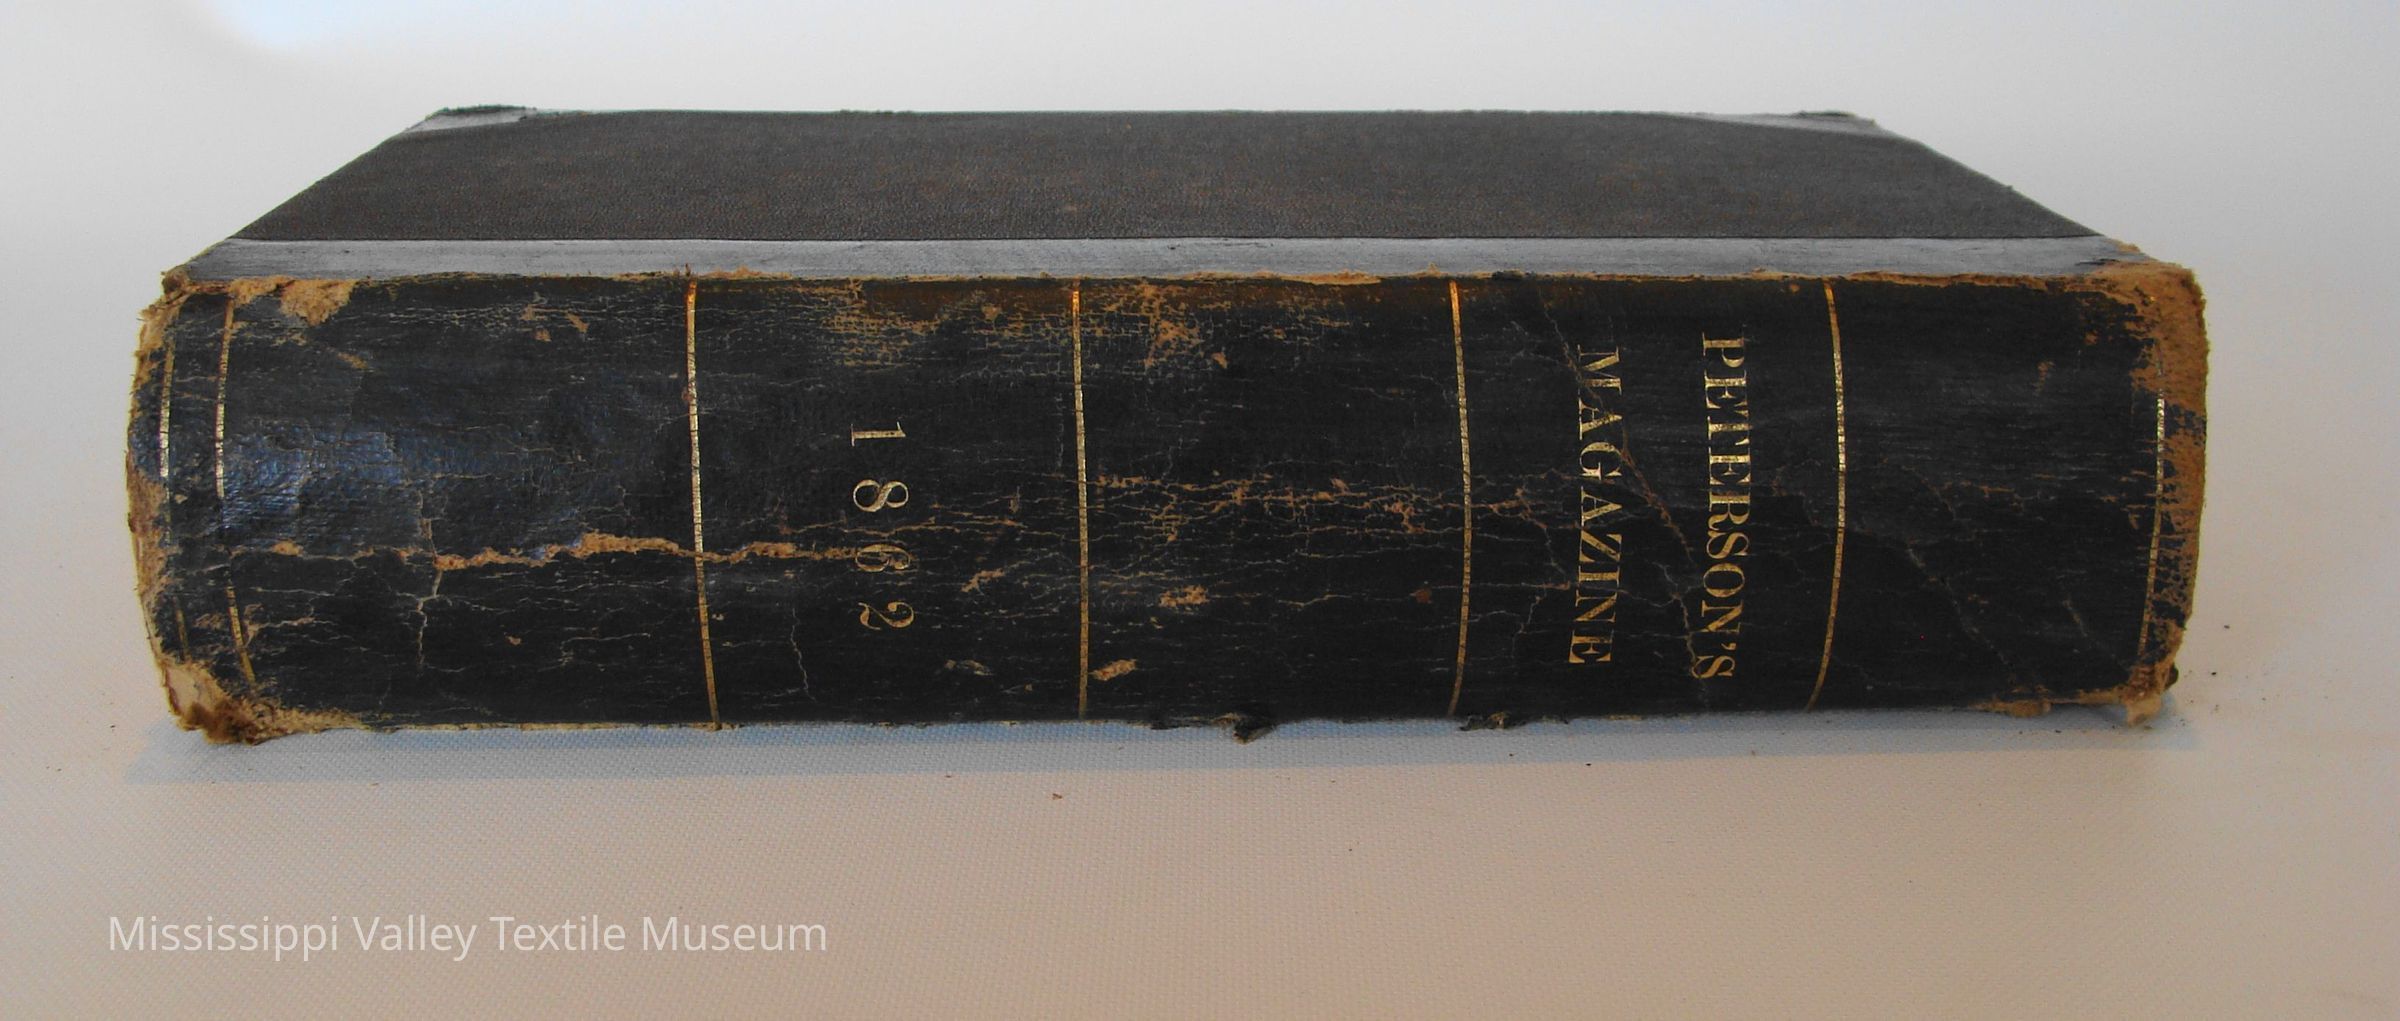 PETERSON'S
MAGAZINE
1862
Mississippi Valley Textile Museum